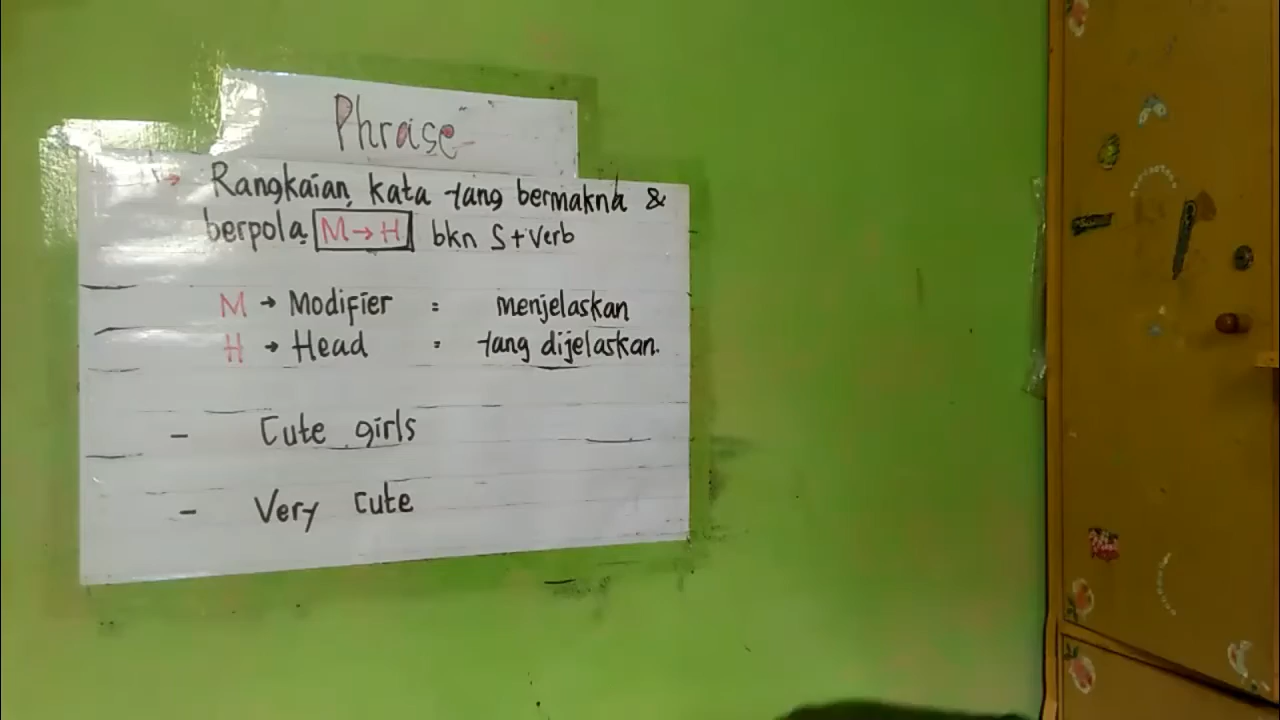 Phrase
→ Rangkaian kata yang bermakna &
berpola M→H bkn S+Verb
M → Modifier = menjelaskan
H → Head = yang dijelaskan.
- Cute girls
- Very cute